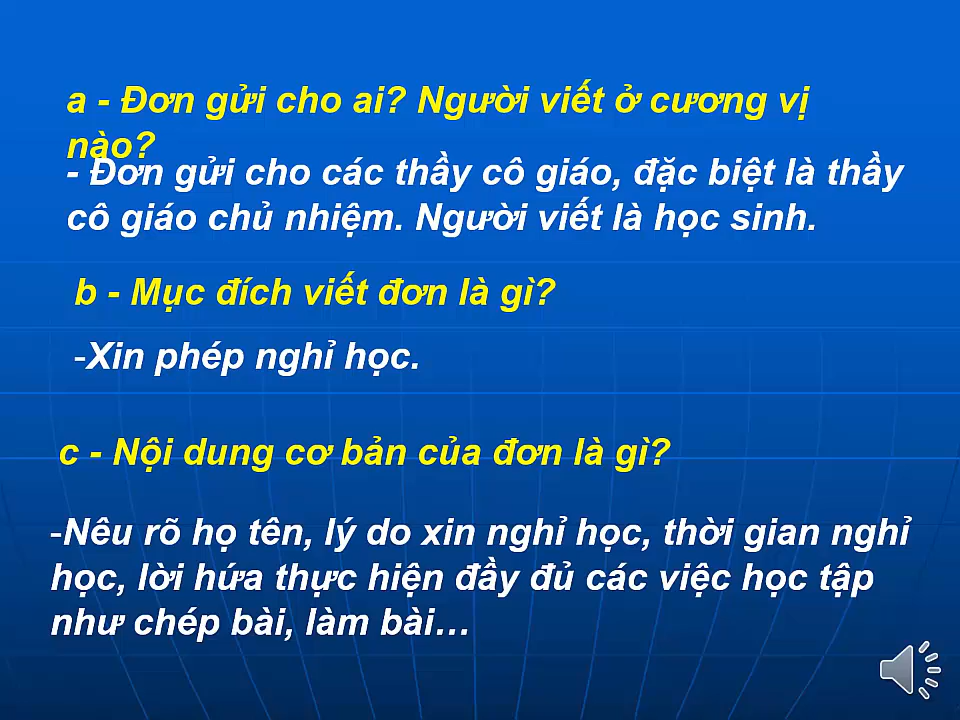 a - Đơn gửi cho ai? Người viết ở cương vị
nào?
- Đơn gửi cho các thầy cô giáo, đặc biệt là thầy
cô giáo chủ nhiệm. Người viết là học sinh.
b - Mục đích viết đơn là gì?
-Xin phép nghỉ học.
c - Nội dung cơ bản của đơn là gì?
-Nêu rõ họ tên, lý do xin nghỉ học, thời gian nghỉ
học, lời hứa thực hiện đầy đủ các việc học tập
như chép bài, làm bài…